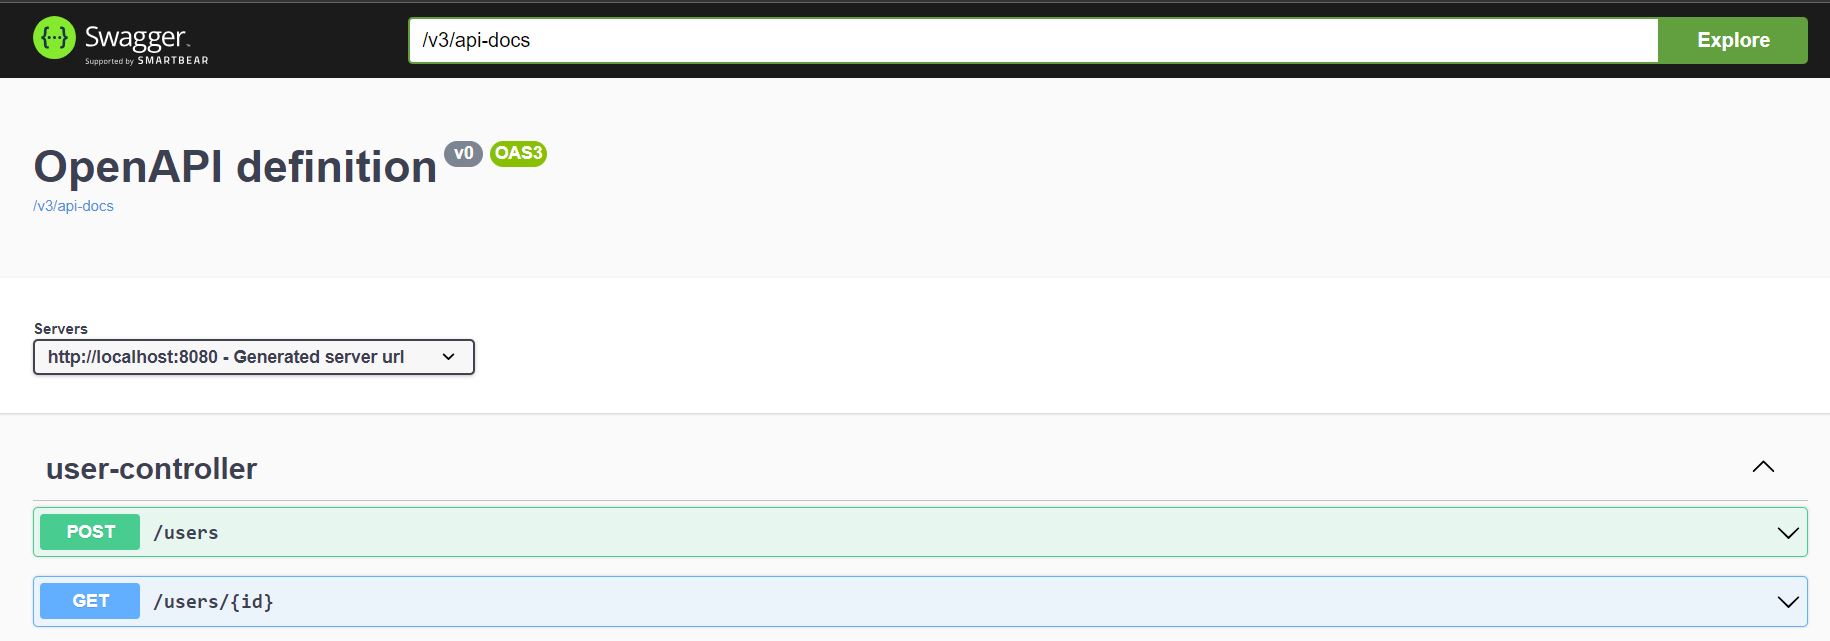 {···} Swagger™
Supported by SMARTBEAR
/v3/api-docs
Explore
OpenAPI definition v0 OAS3
/v3/api-docs
Servers
http://localhost:8080 - Generated server url
user-controller
POST /users
GET /users/{id}